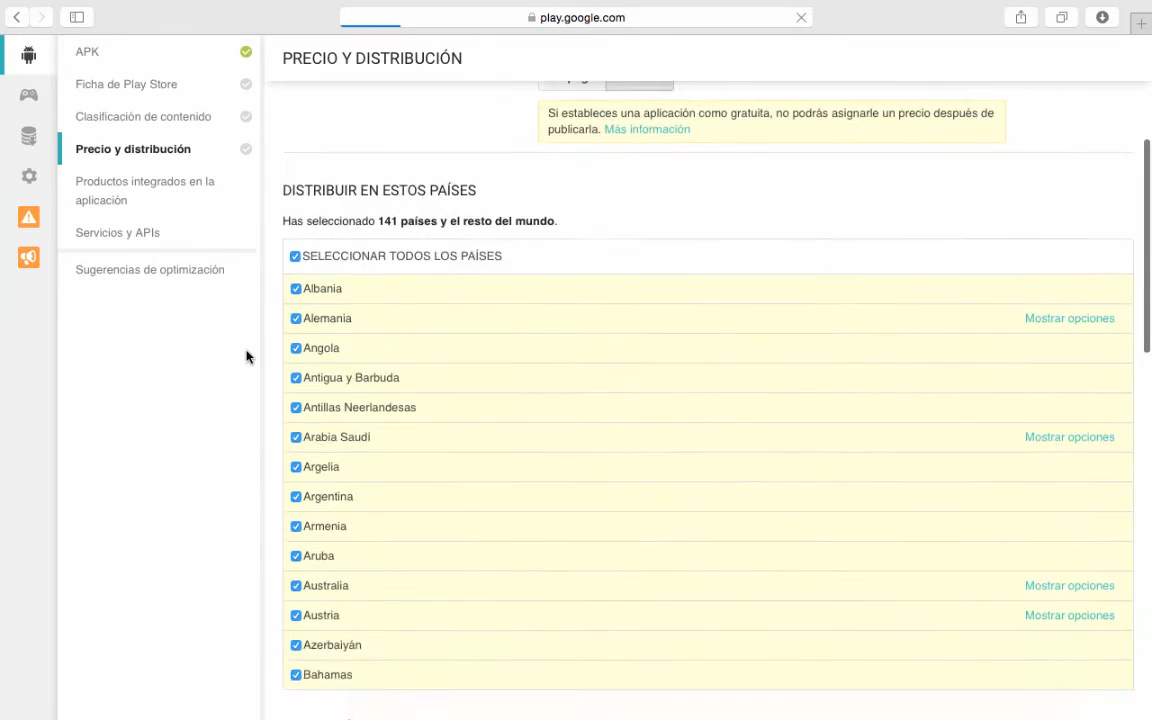 play.google.com
APK
Ficha de Play Store
Clasificación de contenido
Precio y distribución
Productos integrados en la
aplicación
Servicios y APIs
Sugerencias de optimización
PRECIO Y DISTRIBUCIÓN
Si estableces una aplicación como gratuita, no podrás asignarle un precio después de
publicarla. Más información
DISTRIBUIR EN ESTOS PAÍSES
Has seleccionado 141 países y el resto del mundo.
SELECCIONAR TODOS LOS PAÍSES
Albania
Alemania Mostrar opciones
Angola
Antigua y Barbuda
Antillas Neerlandesas
Arabia Saudí Mostrar opciones
Argelia
Argentina
Armenia
Aruba
Australia Mostrar opciones
Austria Mostrar opciones
Azerbaiyán
Bahamas